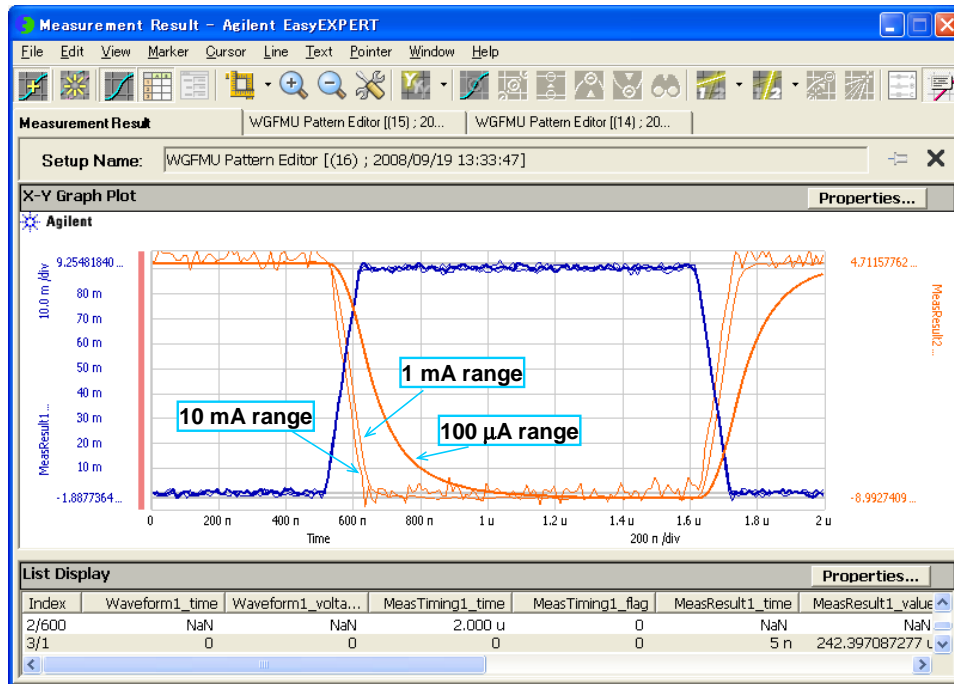 Measurement Result - Agilent EasyEXPERT
File Edit View Marker Cursor Line Text Pointer Window Help
Measurement Result WGFMU Pattern Editor [(15) ; 20... WGFMU Pattern Editor [(14) ; 20...
Setup Name: WGFMU Pattern Editor [(16) ; 2008/09/19 13:33:47]
X-Y Graph Plot Properties...
Agilent
9.25481840... 4.71157762...
10.0 m /div
80 m
70 m
60 m
50 m
40 m
30 m
20 m
10 m
-1.8877364... -8.9927409...
MeasResult1...
MeasResult2...
1 mA range
10 mA range
100 μA range
0 200 n 400 n 600 n 800 n 1 u 1.2 u 1.4 u 1.6 u 1.8 u 2 u
Time 200 n /div
List Display Properties...
Index Waveform1_time Waveform1_volta... MeasTiming1_time MeasTiming1_flag MeasResult1_time MeasResult1_value
2/600 NaN NaN 2.000 u 0 NaN NaN
3/1 0 0 0 0 5 n 242.397087277 u